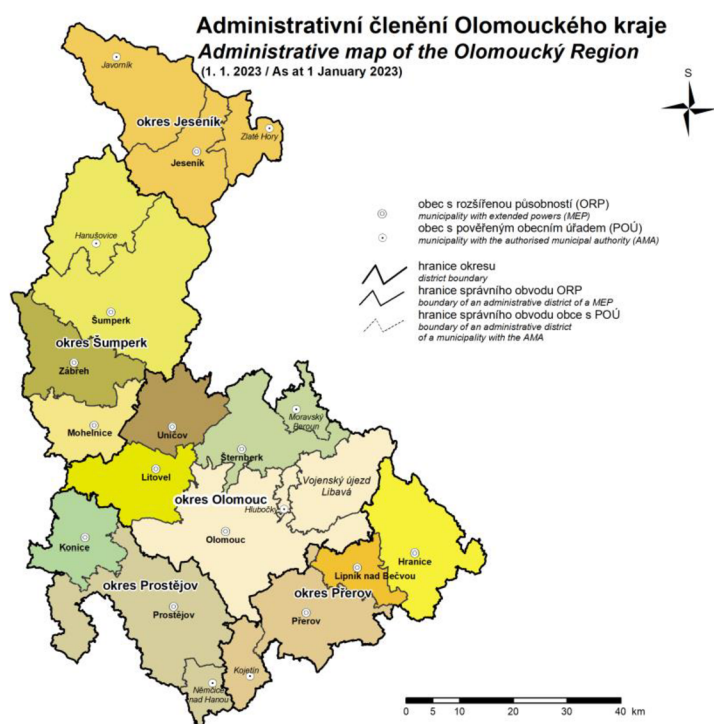 Administrativní členění Olomouckého kraje
Administrative map of the Olomoucký Region
(1. 1. 2023 / As at 1 January 2023)
S
Javorník
okres Jeseník
Zlaté Hory
Jeseník
obec s rozšířenou působností (ORP)
municipality with extended powers (MEP)
obec s pověřeným obecním úřadem (POÚ)
municipality with the authorised municipal authority (AMA)
hranice okresu
district boundary
hranice správního obvodu ORP
boundary of an administrative district of a MEP
hranice správního obvodu obce s POÚ
boundary of an administrative district
of a municipality with the AMA
Hanušovice
Šumperk
okres Šumperk
Zábřeh
Mohelnice
Uničov
Moravský
Beroun
Šternberk
Litovel
Vojenský újezd
Libavá
okres Olomouc
Hlubočky
Olomouc
Konice
Hranice
Lipník nad Bečvou
okres Prostějov
okres Přerov
Prostějov
Přerov
Kojetín
Němčice
nad Hanou
0 5 10 20 30 40 km